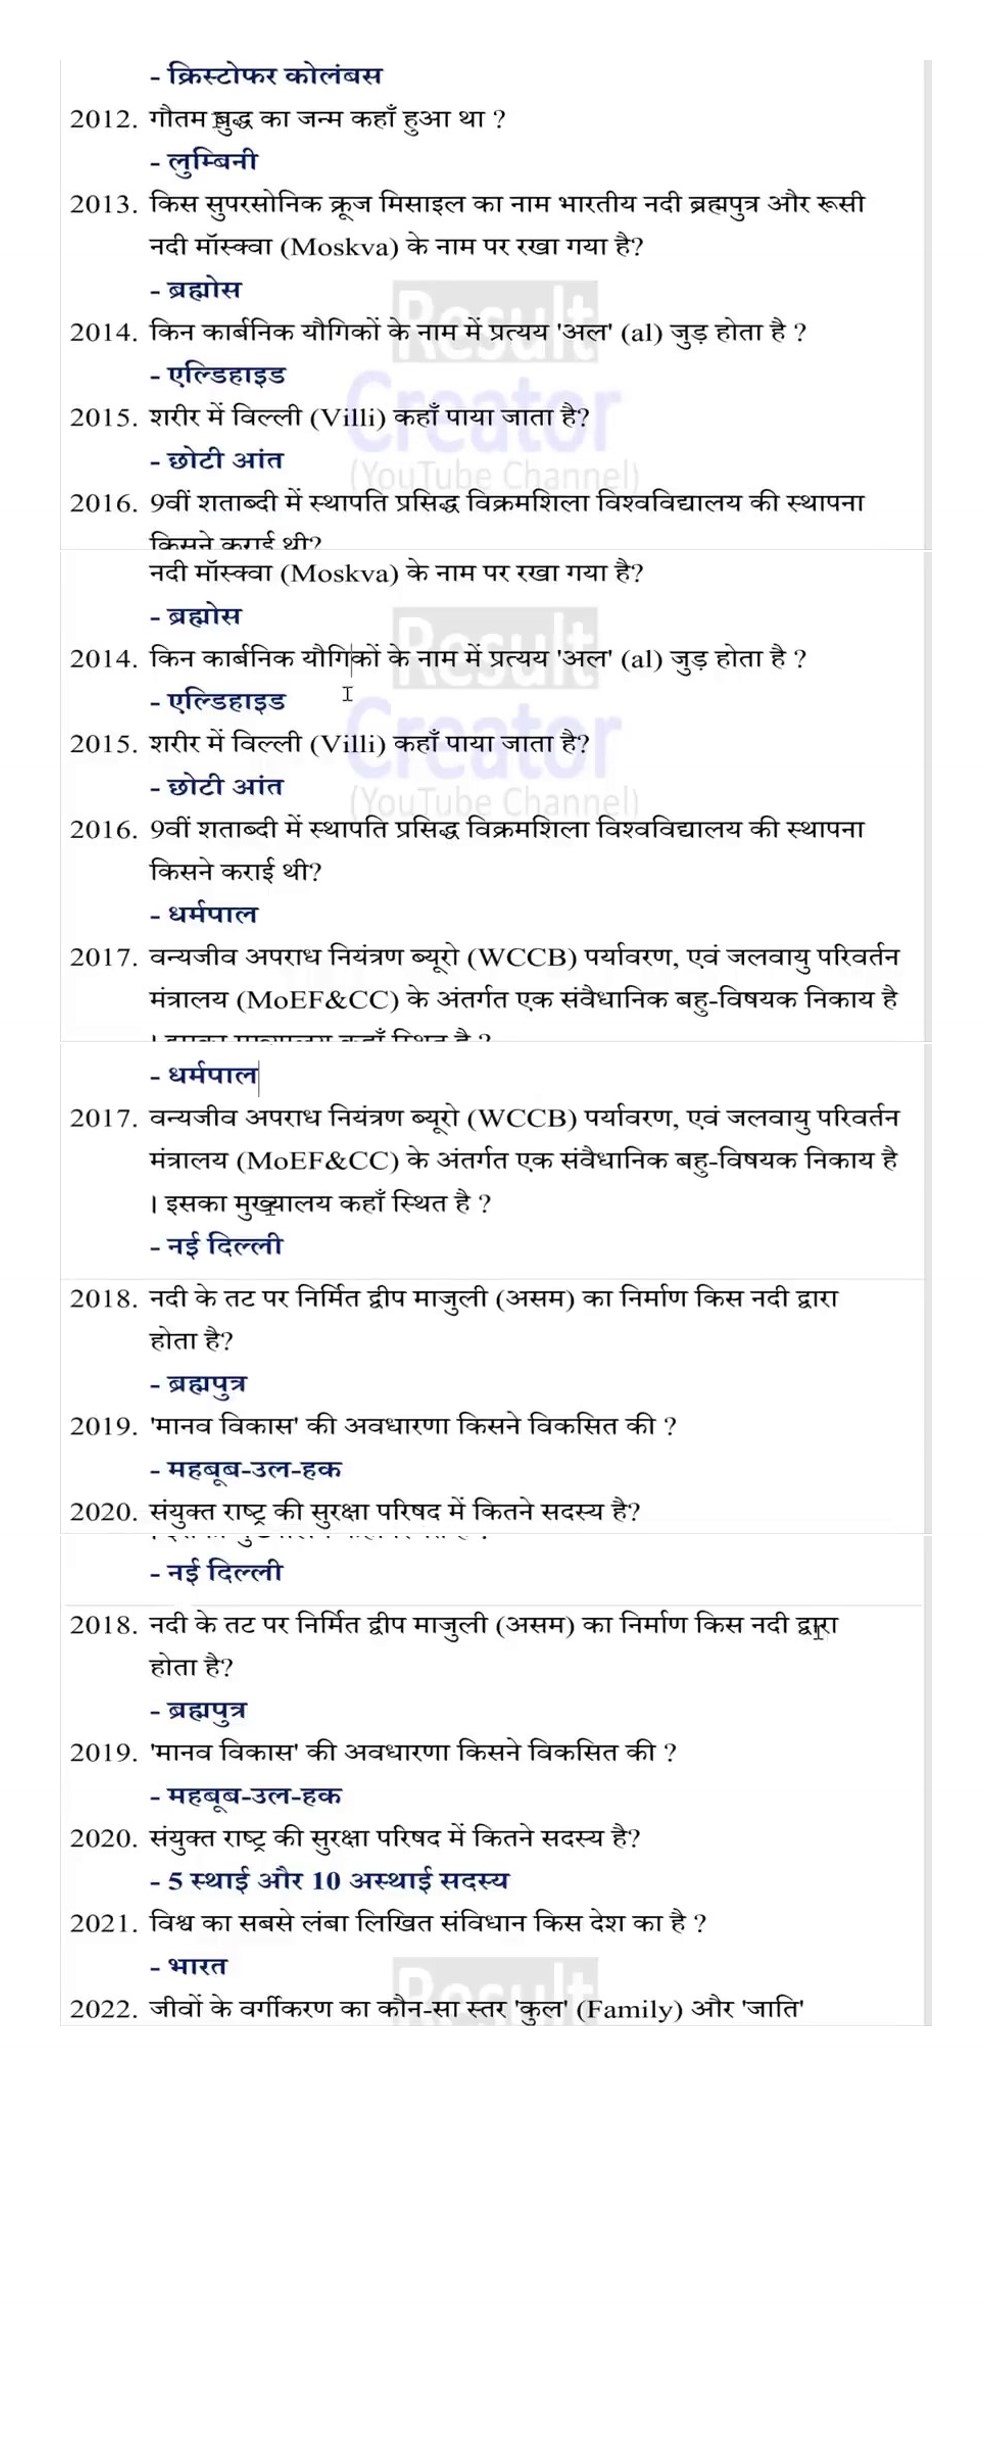 - क्रिस्टोफर कोलंबस
2012. गौतम बुद्ध का जन्म कहाँ हुआ था ?
- लुम्बिनी
2013. किस सुपरसोनिक क्रूज मिसाइल का नाम भारतीय नदी ब्रह्मपुत्र और रूसी
नदी मॉस्क्वा (Moskva) के नाम पर रखा गया है?
- ब्रह्मोस
Result
2014. किन कार्बनिक यौगिकों के नाम में प्रत्यय 'अल' (al) जुड़ होता है ?
- एल्डिहाइड
Creator
2015. शरीर में विल्ली (Villi) कहाँ पाया जाता है?
- छोटी आंत
(YouTube Channel)
2016. 9वीं शताब्दी में स्थापति प्रसिद्ध विक्रमशिला विश्वविद्यालय की स्थापना
किसने कराई थी?
नदी मॉस्क्वा (Moskva) के नाम पर रखा गया है?
- ब्रह्मोस
Result
2014. किन कार्बनिक यौगिकों के नाम में प्रत्यय 'अल' (al) जुड़ होता है ?
- एल्डिहाइड
Creator
2015. शरीर में विल्ली (Villi) कहाँ पाया जाता है?
- छोटी आंत
(YouTube Channel)
2016. 9वीं शताब्दी में स्थापति प्रसिद्ध विक्रमशिला विश्वविद्यालय की स्थापना
किसने कराई थी?
- धर्मपाल
2017. वन्यजीव अपराध नियंत्रण ब्यूरो (WCCB) पर्यावरण, एवं जलवायु परिवर्तन
मंत्रालय (MoEF&CC) के अंतर्गत एक संवैधानिक बहु-विषयक निकाय है
। इसका मुख्यालय कहाँ स्थित है ?
- धर्मपाल
2017. वन्यजीव अपराध नियंत्रण ब्यूरो (WCCB) पर्यावरण, एवं जलवायु परिवर्तन
मंत्रालय (MoEF&CC) के अंतर्गत एक संवैधानिक बहु-विषयक निकाय है
। इसका मुख्यालय कहाँ स्थित है ?
- नई दिल्ली
2018. नदी के तट पर निर्मित द्वीप माजुली (असम) का निर्माण किस नदी द्वारा
होता है?
- ब्रह्मपुत्र
2019. 'मानव विकास' की अवधारणा किसने विकसित की ?
- महबूब-उल-हक
2020. संयुक्त राष्ट्र की सुरक्षा परिषद में कितने सदस्य है?
- नई दिल्ली
2018. नदी के तट पर निर्मित द्वीप माजुली (असम) का निर्माण किस नदी द्वारा
होता है?
- ब्रह्मपुत्र
2019. 'मानव विकास' की अवधारणा किसने विकसित की ?
- महबूब-उल-हक
2020. संयुक्त राष्ट्र की सुरक्षा परिषद में कितने सदस्य है?
- 5 स्थाई और 10 अस्थाई सदस्य
2021. विश्व का सबसे लंबा लिखित संविधान किस देश का है ?
- भारत
Result
2022. जीवों के वर्गीकरण का कौन-सा स्तर 'कुल' (Family) और 'जाति'